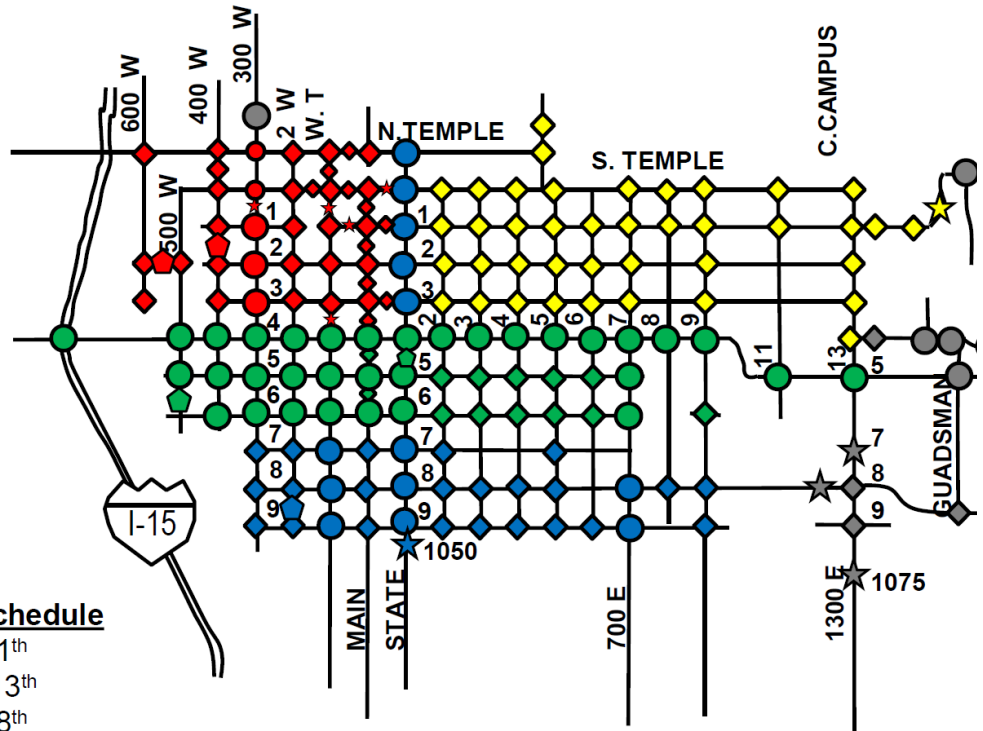 600 W
400 W
300 W
2 W
W. T
N.TEMPLE
S. TEMPLE
C.CAMPUS
500 W
1
2
3
4
5
6
7
8
9
1
2
3
2
3
4
5
6
7
8
9
11
13
5
6
7
8
9
5
7
8
9
1050
1075
I-15
MAIN
STATE
700 E
1300 E
GUADSMAN
chedule
1th
3th
8th